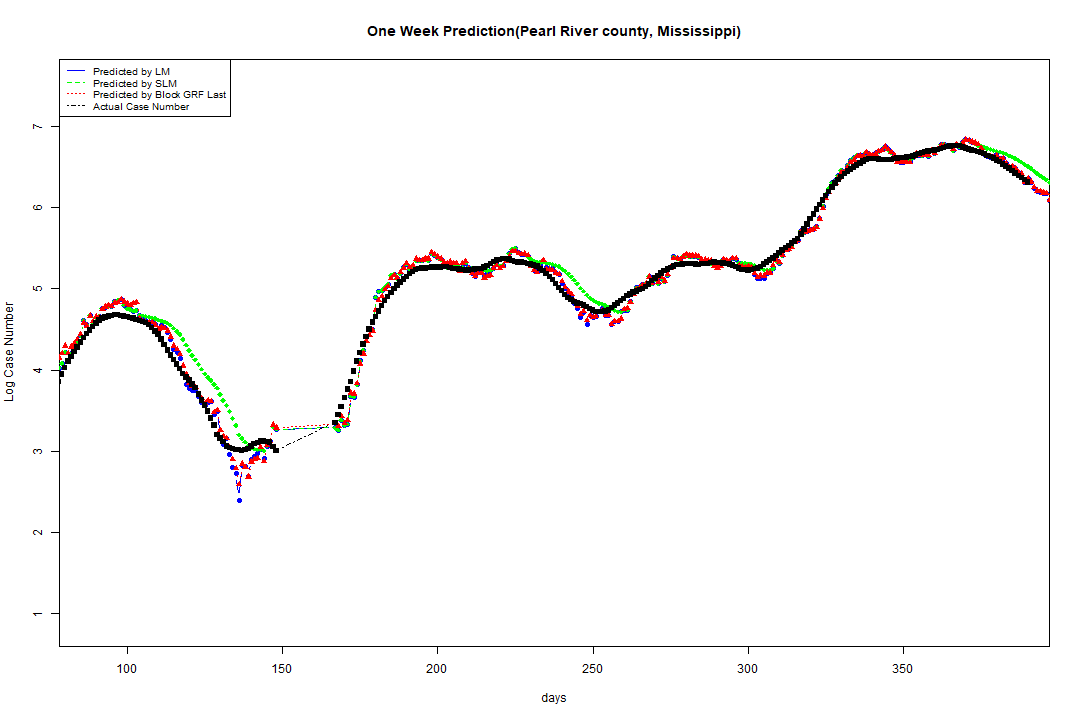 One Week Prediction(Pearl River county, Mississippi)
Predicted by LM
Predicted by SLM
Predicted by Block GRF Last
Actual Case Number
7
6
5
4
3
2
1
Log Case Number
100 150 200 250 300 350
days